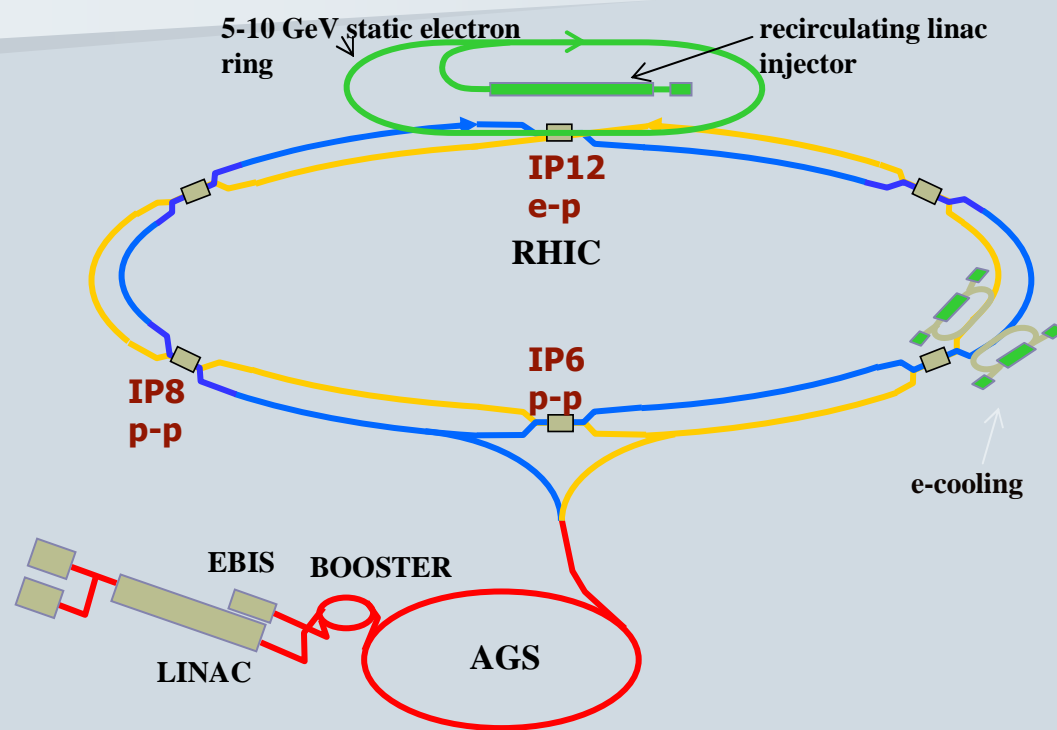 5-10 GeV static electron
ring
recirculating linac
injector
IP12
e-p
RHIC
IP6
p-p
IP8
p-p
e-cooling
EBIS
BOOSTER
LINAC
AGS